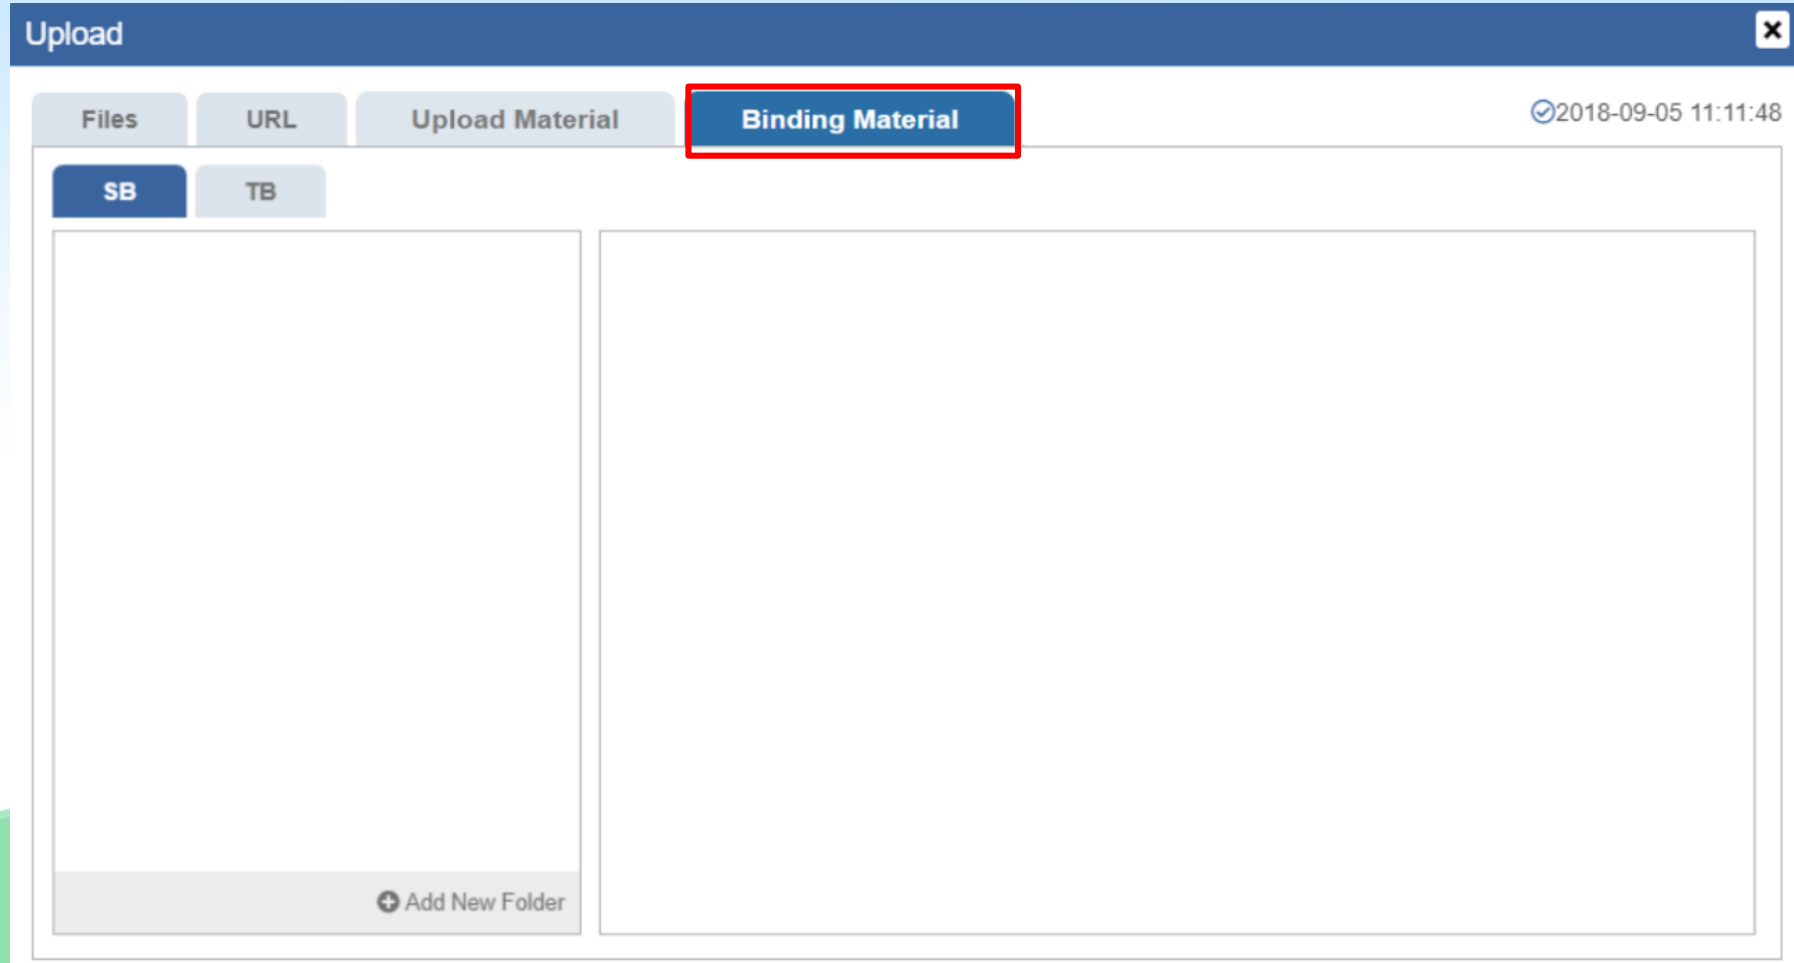 Upload
Files URL Upload Material Binding Material 2018-09-05 11:11:48
SB TB
Add New Folder